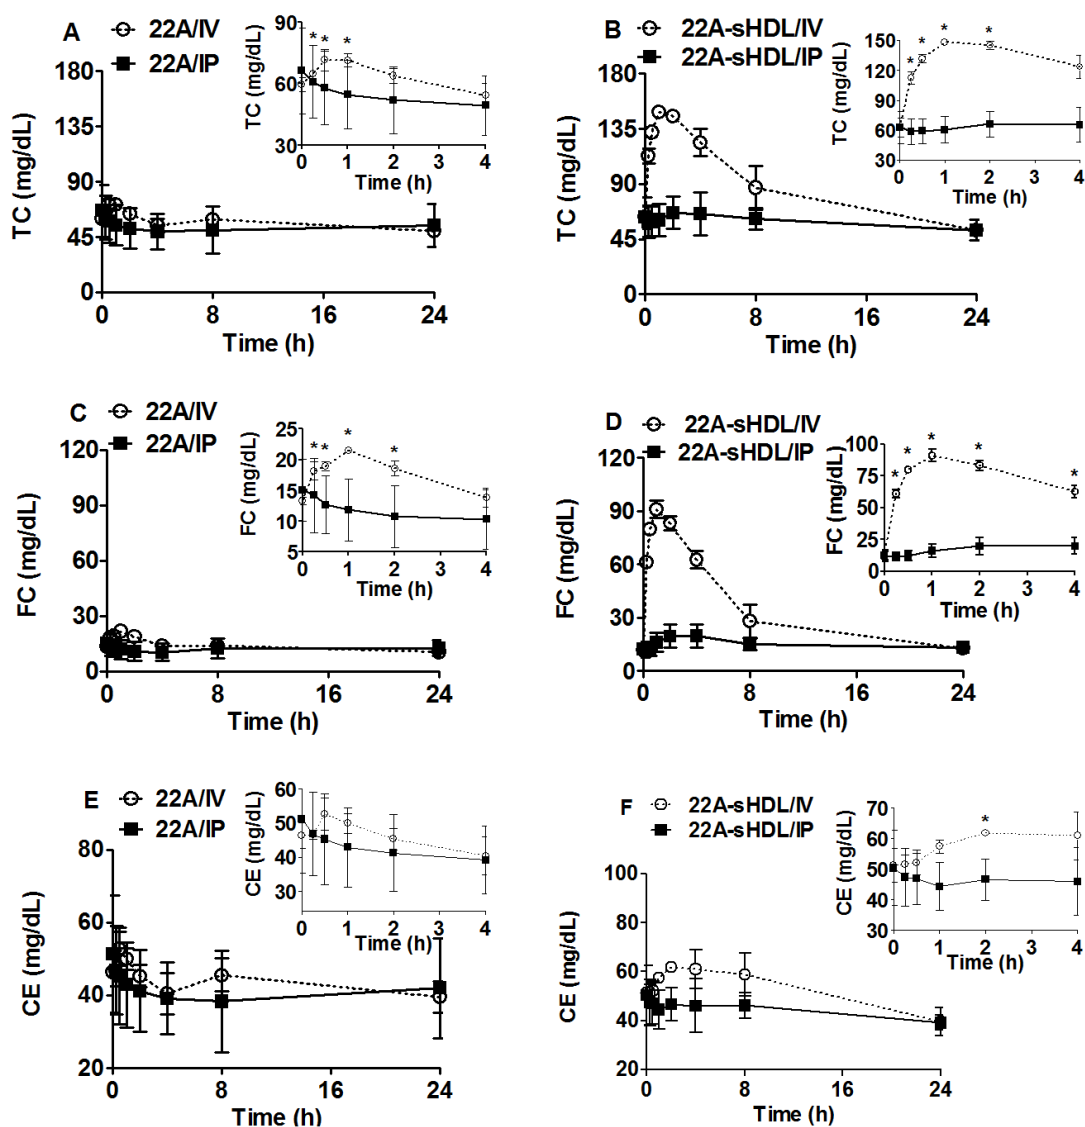 A
22A/IV
22A/IP
TC (mg/dL)
180
135
90
45
0
0 8 16 24
Time (h)
TC (mg/dL)
90
60
30
* * *
0 1 2 3 4
Time (h)
B
22A-sHDL/IV
22A-sHDL/IP
TC (mg/dL)
180
135
90
45
0
0 8 16 24
Time (h)
TC (mg/dL)
150
120
90
60
30
* * * *
0 1 2 3 4
Time (h)
C
22A/IV
22A/IP
FC (mg/dL)
120
90
60
30
0
0 8 16 24
Time (h)
FC (mg/dL)
25
20
15
10
5
* * * *
0 1 2 3 4
Time (h)
D
22A-sHDL/IV
22A-sHDL/IP
FC (mg/dL)
120
90
60
30
0
0 8 16 24
Time (h)
FC (mg/dL)
100
75
50
25
0
* * * * *
0 1 2 3 4
Time (h)
E
22A/IV
22A/IP
CE (mg/dL)
80
60
40
20
0 8 16 24
Time (h)
CE (mg/dL)
60
50
40
30
0 1 2 3 4
Time (h)
F
22A-sHDL/IV
22A-sHDL/IP
CE (mg/dL)
100
80
60
40
20
0 8 16 24
Time (h)
CE (mg/dL)
70
60
50
40
30
*
0 1 2 3 4
Time (h)